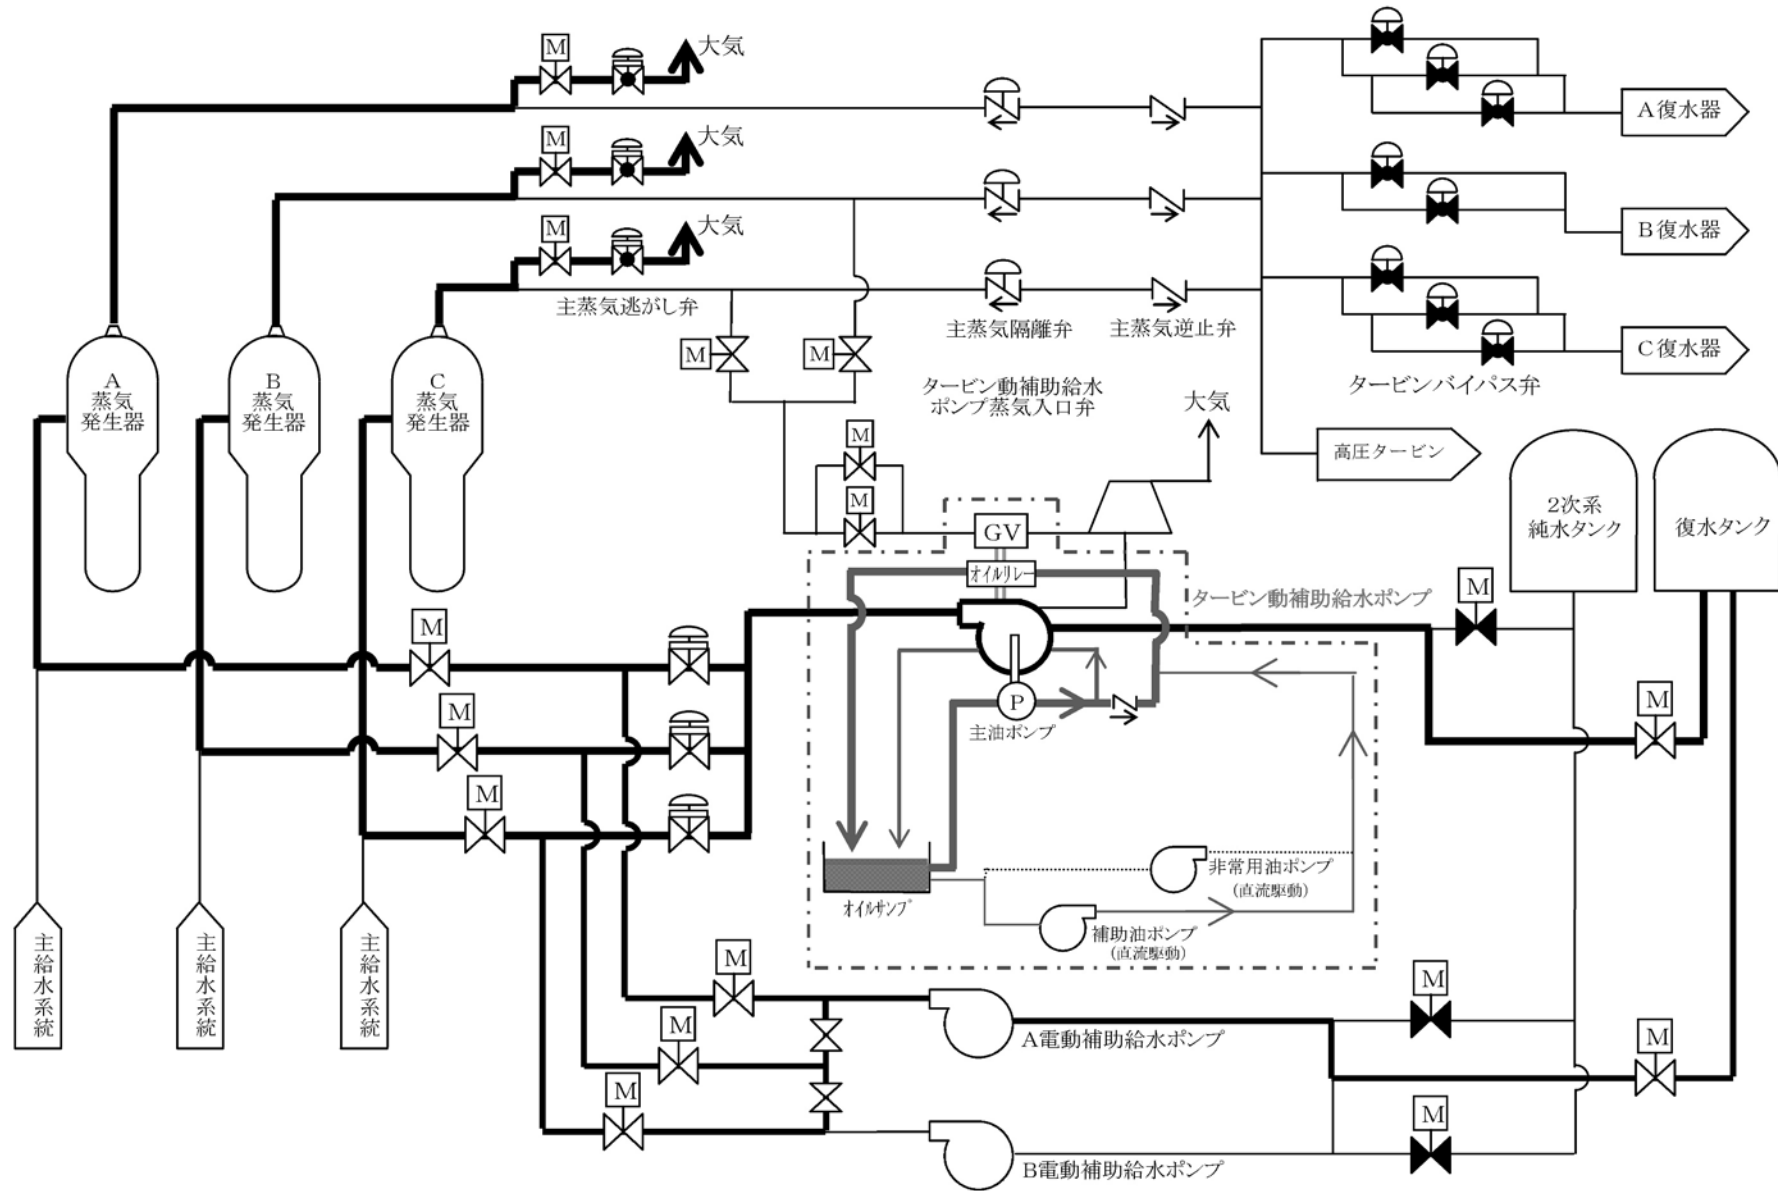 M
大気
M
大気
M
大気
主蒸気逃がし弁
主蒸気隔離弁
主蒸気逆止弁
A復水器
B復水器
C復水器
タービンバイパス弁
高圧タービン
A
蒸気
発生器
B
蒸気
発生器
C
蒸気
発生器
M
M
タービン動補助給水
ポンプ蒸気入口弁
大気
M
M
GV
オイルリレー
タービン動補助給水ポンプ
P
主油ポンプ
オイルサンプ
非常用油ポンプ
(直流駆動)
補助油ポンプ
(直流駆動)
2次系
純水タンク
復水タンク
M
M
M
M
M
主給水系統
主給水系統
主給水系統
M
M
M
A電動補助給水ポンプ
B電動補助給水ポンプ
M
M
M